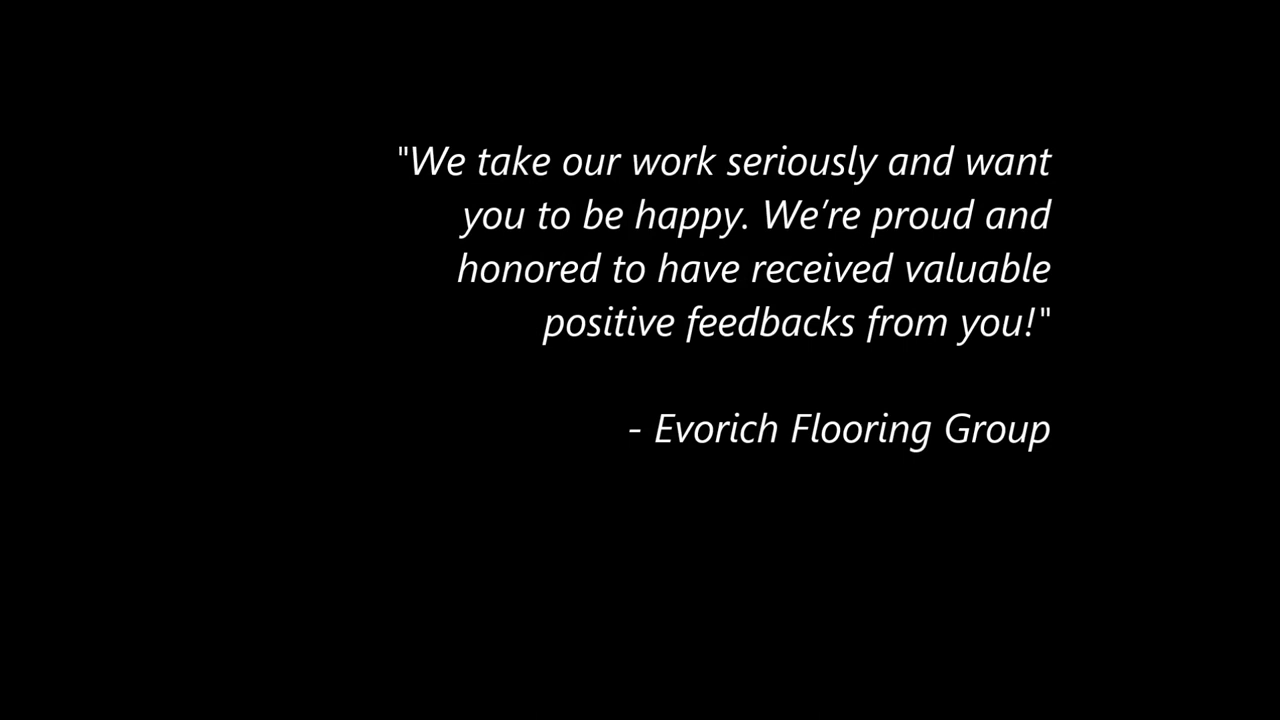 "We take our work seriously and want
you to be happy. We’re proud and
honored to have received valuable
positive feedbacks from you!"
- Evorich Flooring Group